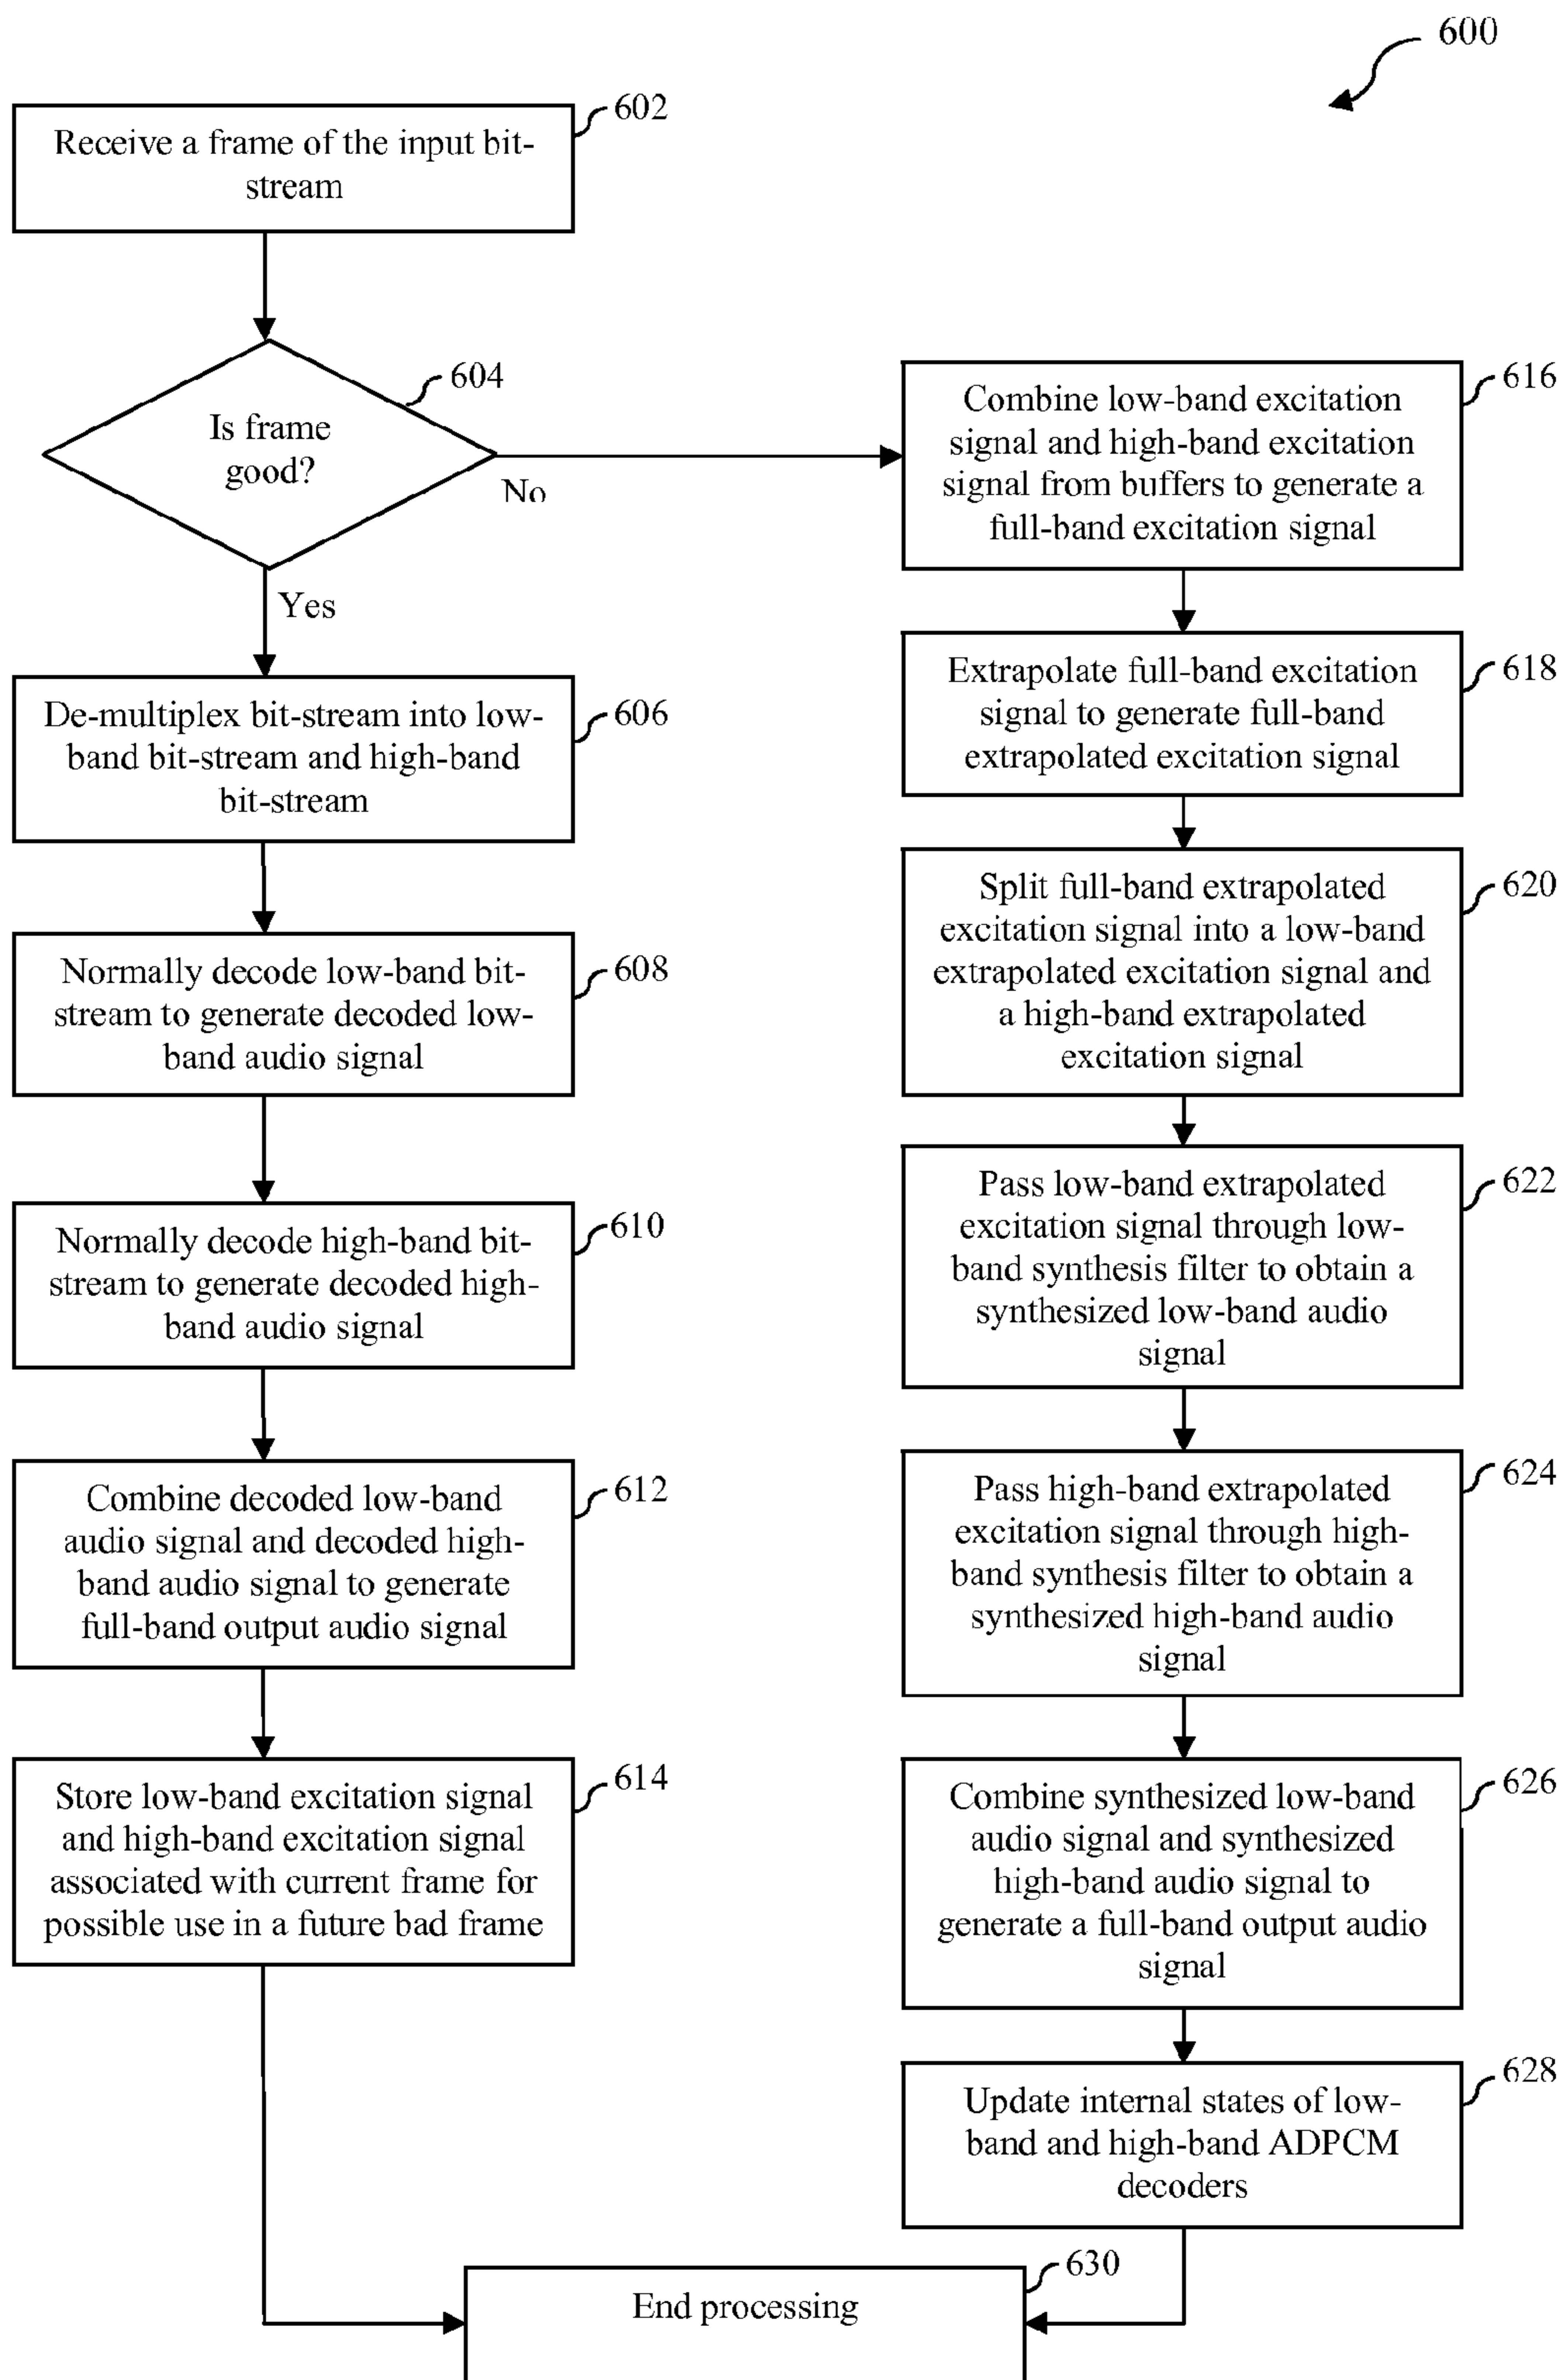 600
602
Receive a frame of the input bit-
stream
604
Is frame
good?
No
Yes
606
De-multiplex bit-stream into low-
band bit-stream and high-band
bit-stream
608
Normally decode low-band bit-
stream to generate decoded low-
band audio signal
610
Normally decode high-band bit-
stream to generate decoded high-
band audio signal
612
Combine decoded low-band
audio signal and decoded high-
band audio signal to generate
full-band output audio signal
614
Store low-band excitation signal
and high-band excitation signal
associated with current frame for
possible use in a future bad frame
616
Combine low-band excitation
signal and high-band excitation
signal from buffers to generate a
full-band excitation signal
618
Extrapolate full-band excitation
signal to generate full-band
extrapolated excitation signal
620
Split full-band extrapolated
excitation signal into a low-band
extrapolated excitation signal and
a high-band extrapolated
excitation signal
622
Pass low-band extrapolated
excitation signal through low-
band synthesis filter to obtain a
synthesized low-band audio
signal
624
Pass high-band extrapolated
excitation signal through high-
band synthesis filter to obtain a
synthesized high-band audio
signal
626
Combine synthesized low-band
audio signal and synthesized
high-band audio signal to
generate a full-band output audio
signal
628
Update internal states of low-
band and high-band ADPCM
decoders
630
End processing